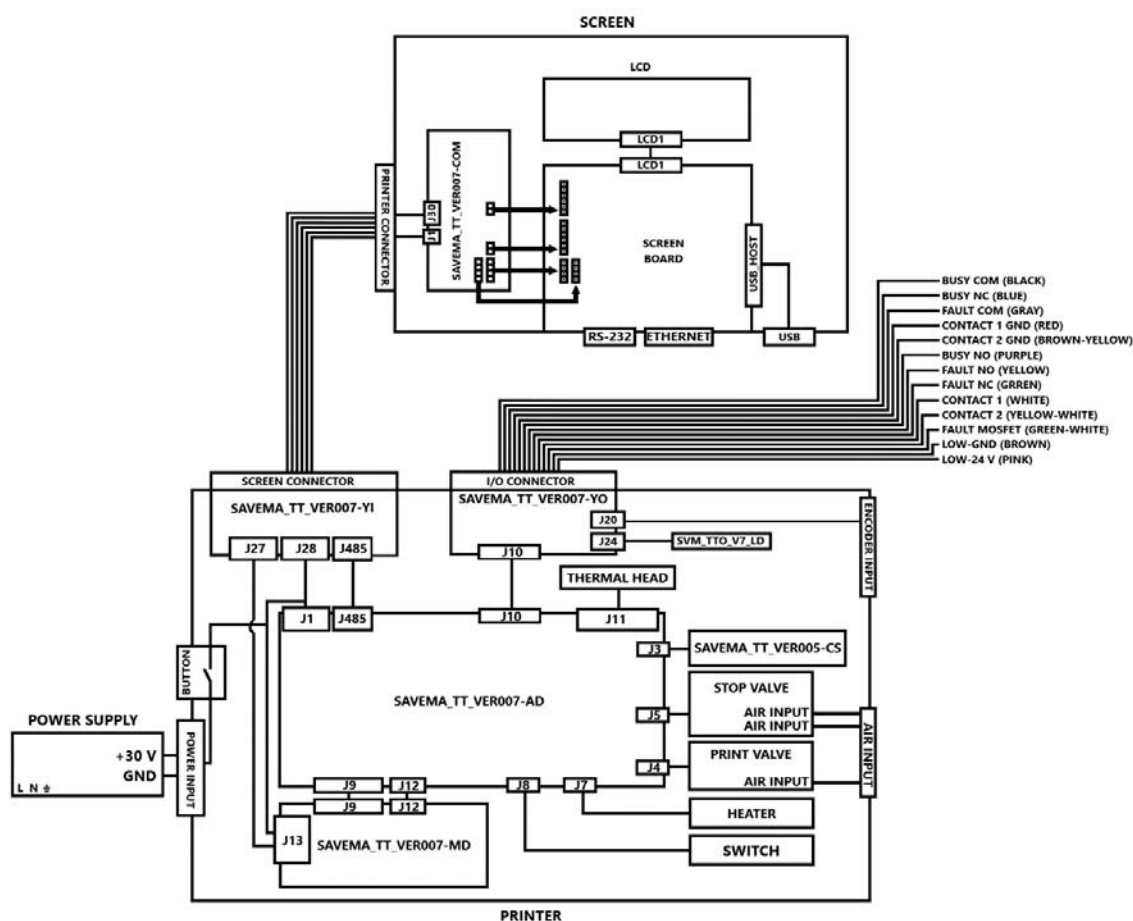 SCREEN
LCD
LCD1
LCD1
PRINTER CONNECTOR
J30
J1
SAVEMA_TT_VER007-COM
SCREEN
BOARD
USB_HOST
RS-232
ETHERNET
USB
BUSY COM (BLACK)
BUSY NC (BLUE)
FAULT COM (GRAY)
CONTACT 1 GND (RED)
CONTACT 2 GND (BROWN-YELLOW)
BUSY NO (PURPLE)
FAULT NO (YELLOW)
FAULT NC (GRREN)
CONTACT 1 (WHITE)
CONTACT 2 (YELLOW-WHITE)
FAULT MOSFET (GREEN-WHITE)
LOW-GND (BROWN)
LOW-24 V (PINK)
SCREEN CONNECTOR
SAVEMA_TT_VER007-YI
J27
J28
J485
I/O CONNECTOR
SAVEMA_TT_VER007-YO
J20
J24
J10
SVM_TTO_V7_LD
ENCODER INPUT
THERMAL HEAD
J1
J485
J10
J11
J3
SAVEMA_TT_VER005-CS
BUTTON
SAVEMA_TT_VER007-AD
STOP VALVE
J5
AIR INPUT
AIR INPUT
AIR INPUT
POWER SUPPLY
+30 V
GND
L N ⏚
POWER INPUT
PRINT VALVE
J4
AIR INPUT
J9
J12
J8
J7
J9
J12
HEATER
J13
SAVEMA_TT_VER007-MD
SWITCH
PRINTER